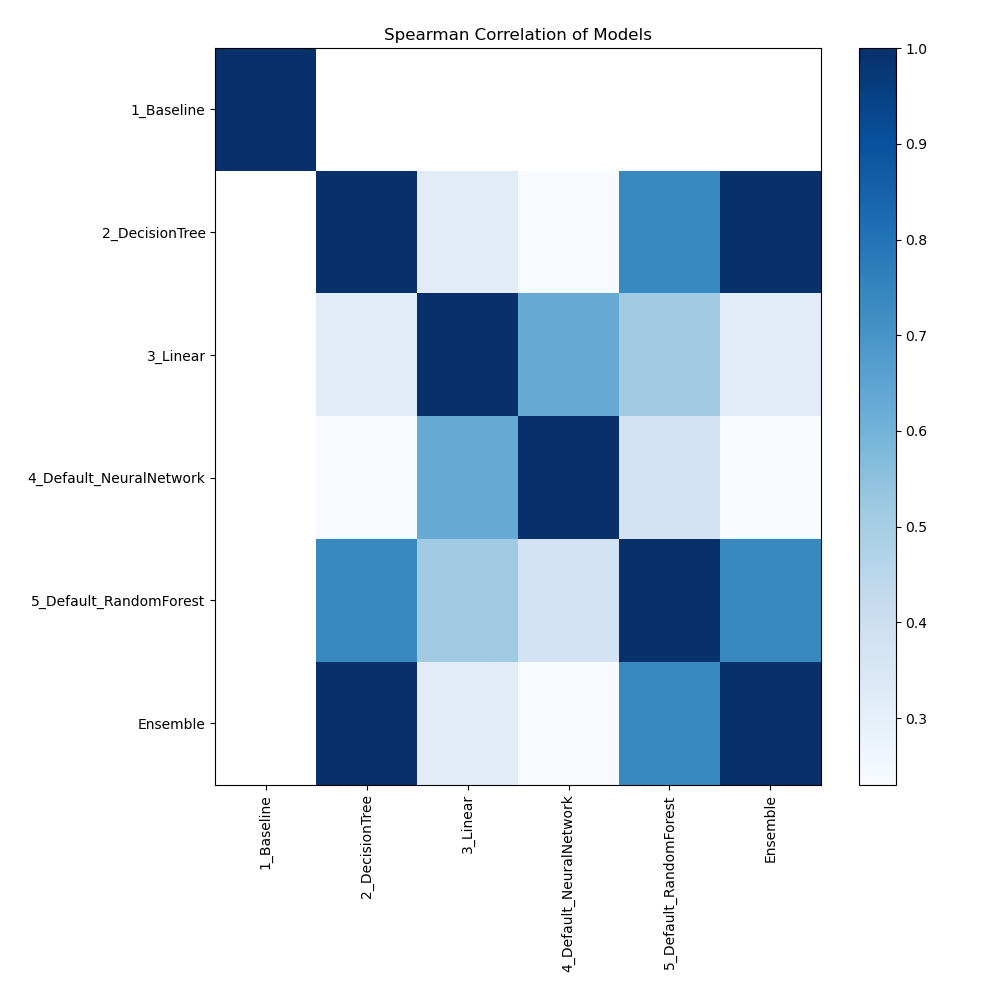 Spearman Correlation of Models
1_Baseline
2_DecisionTree
3_Linear
4_Default_NeuralNetwork
5_Default_RandomForest
Ensemble
1_Baseline
2_DecisionTree
3_Linear
4_Default_NeuralNetwork
5_Default_RandomForest
Ensemble
1.0
0.9
0.8
0.7
0.6
0.5
0.4
0.3